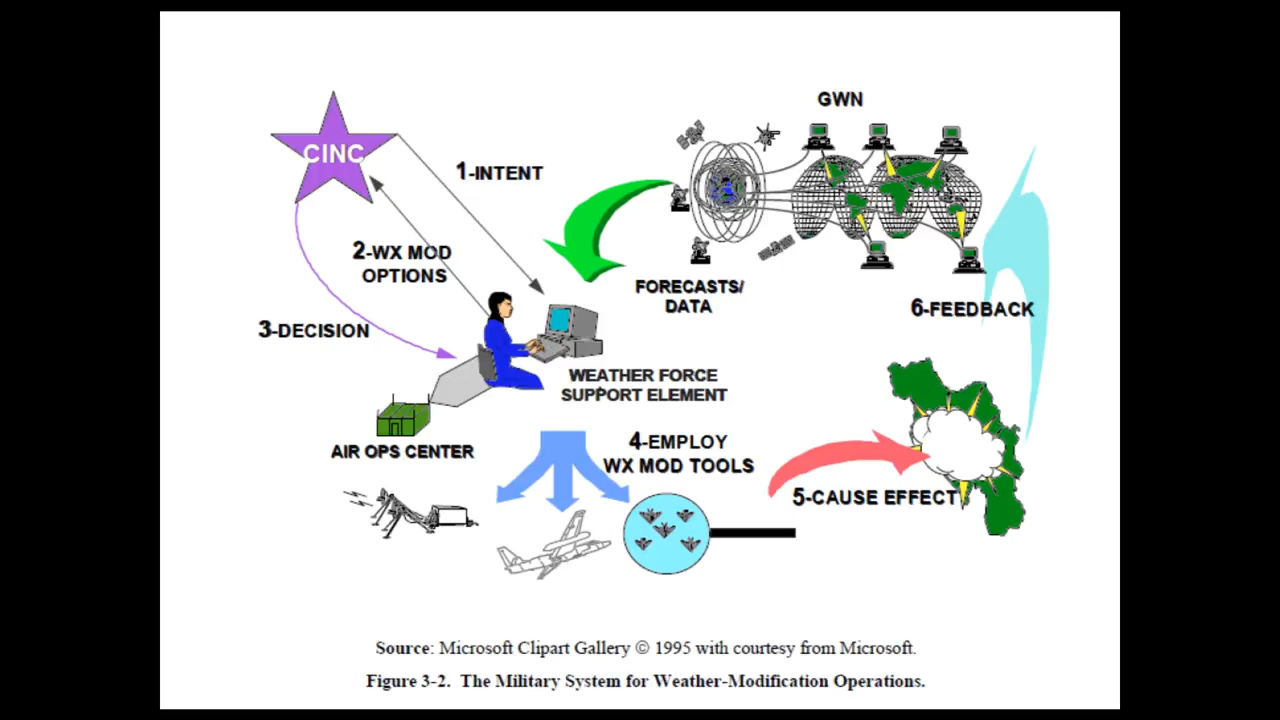 GWN
CINC
1-INTENT
2-WX MOD
OPTIONS
FORECASTS/
DATA
6-FEEDBACK
3-DECISION
WEATHER FORCE
SUPPORT ELEMENT
AIR OPS CENTER
4-EMPLOY
WX MOD TOOLS
5-CAUSE EFFECT
Source: Microsoft Clipart Gallery © 1995 with courtesy from Microsoft.
Figure 3-2. The Military System for Weather-Modification Operations.